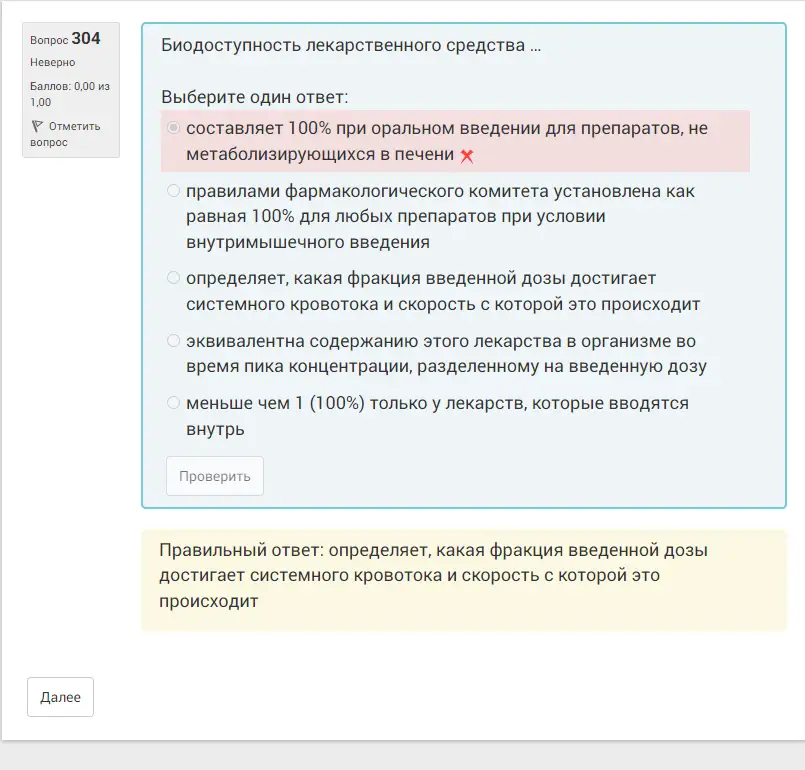 Вопрос 304
Неверно
Баллов: 0,00 из
1,00
Отметить
вопрос
Биодоступность лекарственного средства ...
Выберите один ответ:
составляет 100% при оральном введении для препаратов, не
метаболизирующихся в печени
правилами фармакологического комитета установлена как
равная 100% для любых препаратов при условии
внутримышечного введения
определяет, какая фракция введенной дозы достигает
системного кровотока и скорость с которой это происходит
эквивалентна содержанию этого лекарства в организме во
время пика концентрации, разделенному на введенную дозу
меньше чем 1 (100%) только у лекарств, которые вводятся
внутрь
Проверить
Правильный ответ: определяет, какая фракция введенной дозы
достигает системного кровотока и скорость с которой это
происходит
Далее